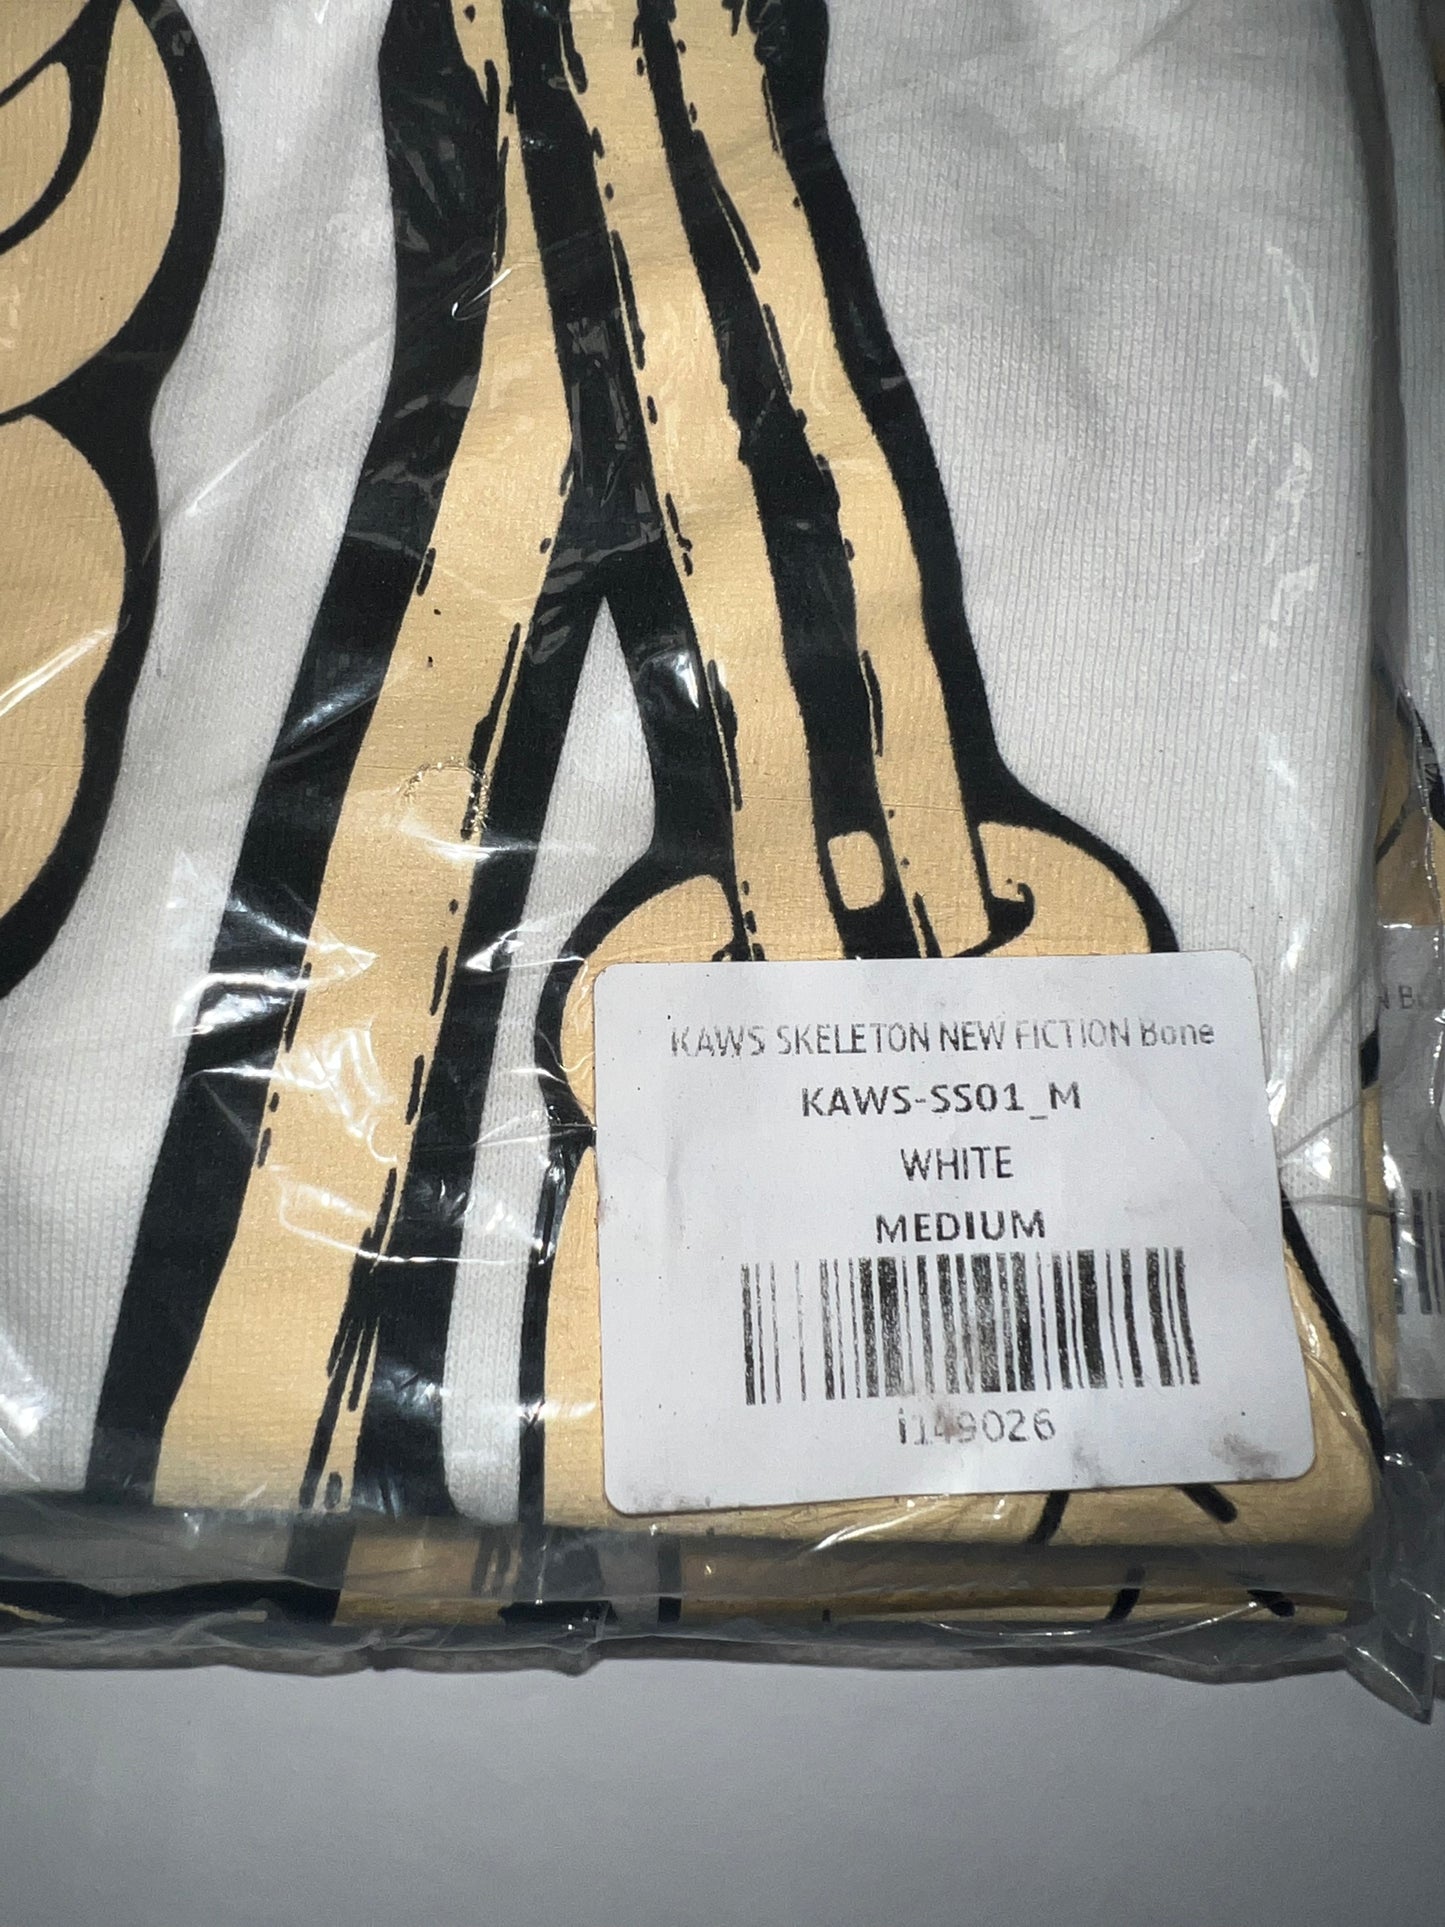 KAWS SKELETON NEW FICTION Bone
KAWS-SS01_M
WHITE
MEDIUM
i149026